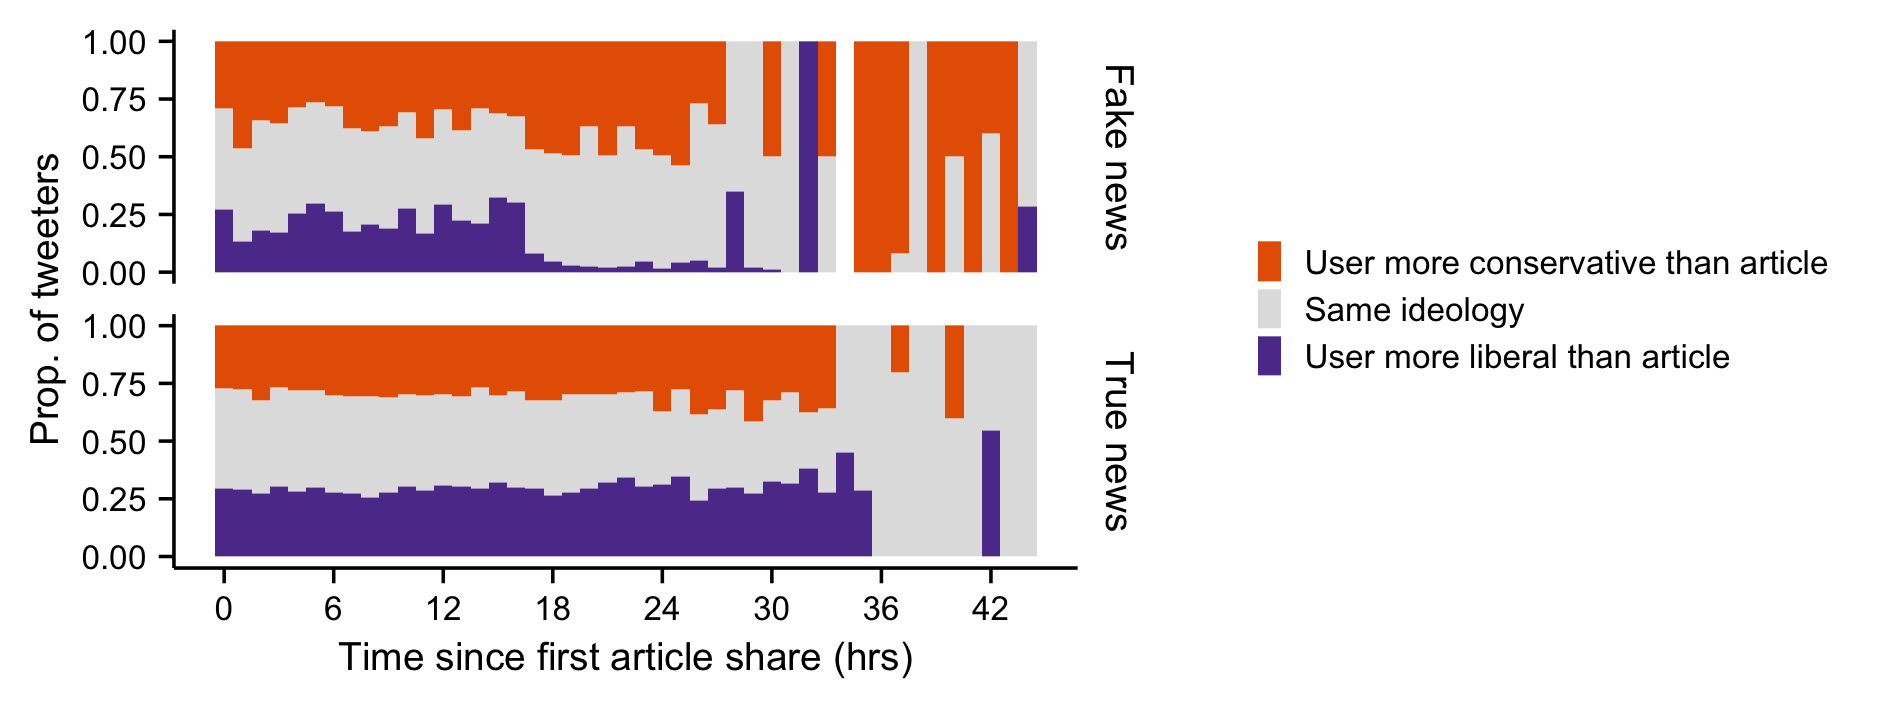 1.00
0.75
0.50
0.25
0.00
Fake news
1.00
0.75
0.50
0.25
0.00
True news
Prop. of tweeters
0 6 12 18 24 30 36 42
Time since first article share (hrs)
User more conservative than article
Same ideology
User more liberal than article